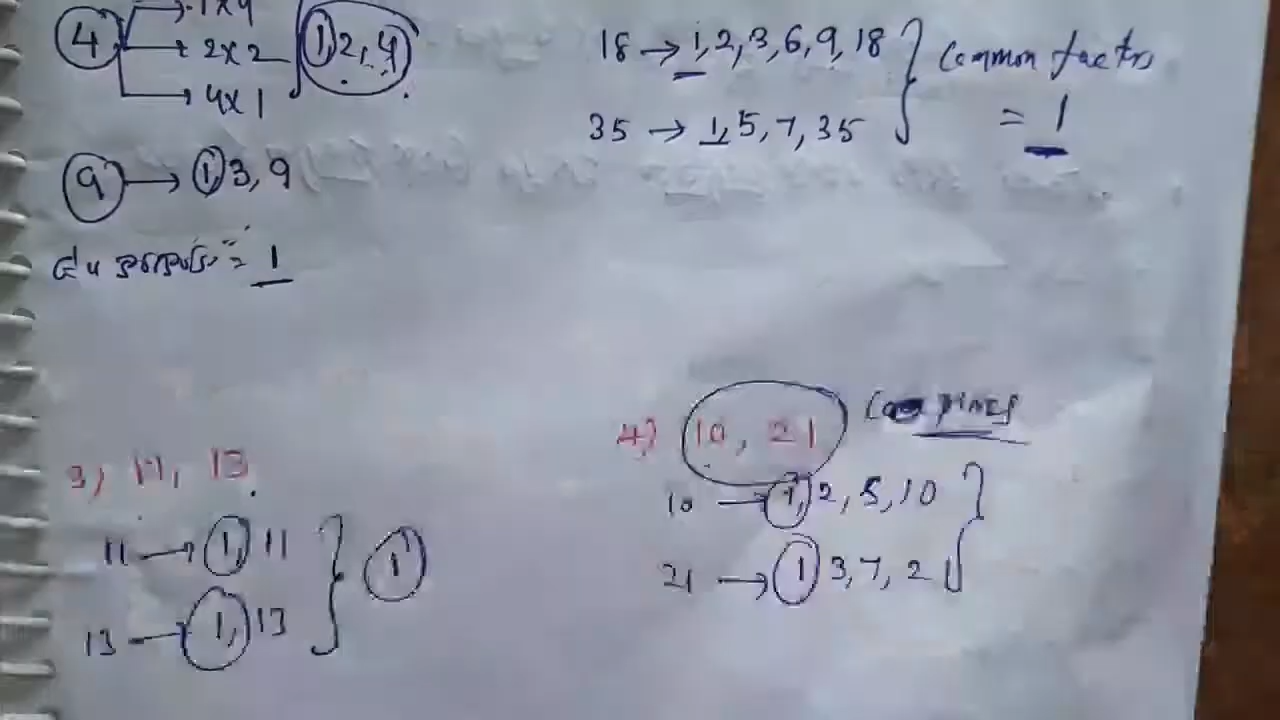 4 → 1x4
→ 2x2
→ 4x1
1, 2, 4
9 → 1, 3, 9
= 1
18 → 1, 2, 3, 6, 9, 18
35 → 1, 5, 7, 35
Common factrs
= 1
3) 11, 13
11 → 1, 11
13 → 1, 13
1
4) 10, 21
10 → 1, 2, 5, 10
21 → 1 3, 7, 21